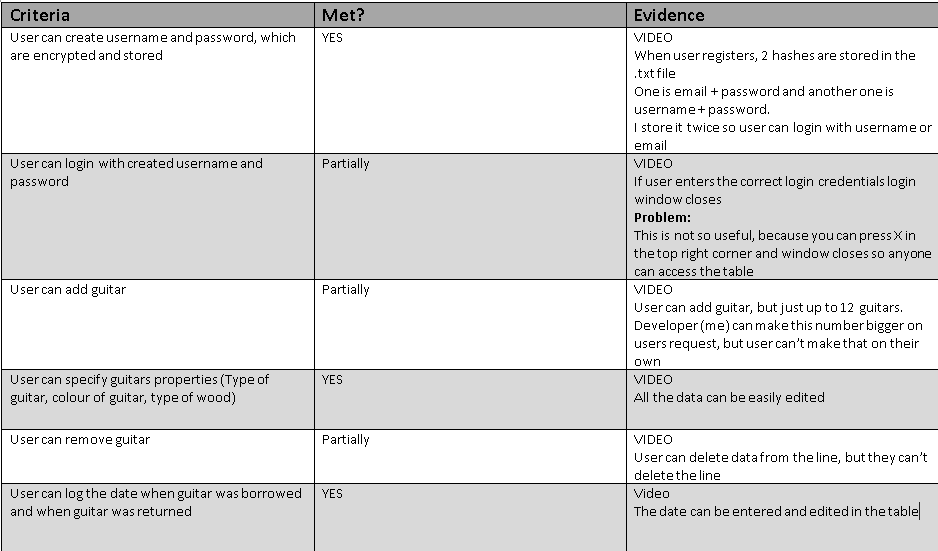 Criteria Met? Evidence
User can create username and password, which
are encrypted and stored
YES
VIDEO
When user registers, 2 hashes are stored in the
.txt file
One is email + password and another one is
username + password.
I store it twice so user can login with username or
email
User can login with created username and
password
Partially
VIDEO
If user enters the correct login credentials login
window closes
Problem:
This is not so useful, because you can press X in
the top right corner and window closes so anyone
can access the table
User can add guitar
Partially
VIDEO
User can add guitar, but just up to 12 guitars.
Developer (me) can make this number bigger on
users request, but user can't make that on their
own
User can specify guitars properties (Type of
guitar, colour of guitar, type of wood)
YES
VIDEO
All the data can be easily edited
User can remove guitar
Partially
VIDEO
User can delete data from the line, but they can't
delete the line
User can log the date when guitar was borrowed
and when guitar was returned
YES
Video
The date can be entered and edited in the table